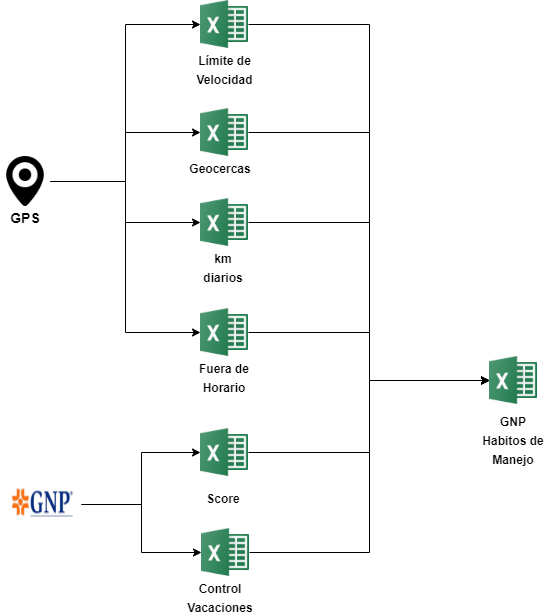 X
Límite de
Velocidad
X
Geocercas
GPS
X
km
diarios
X
Fuera de
Horario
X
GNP
Habitos de
Manejo
X
Score
GNP
X
Control
Vacaciones